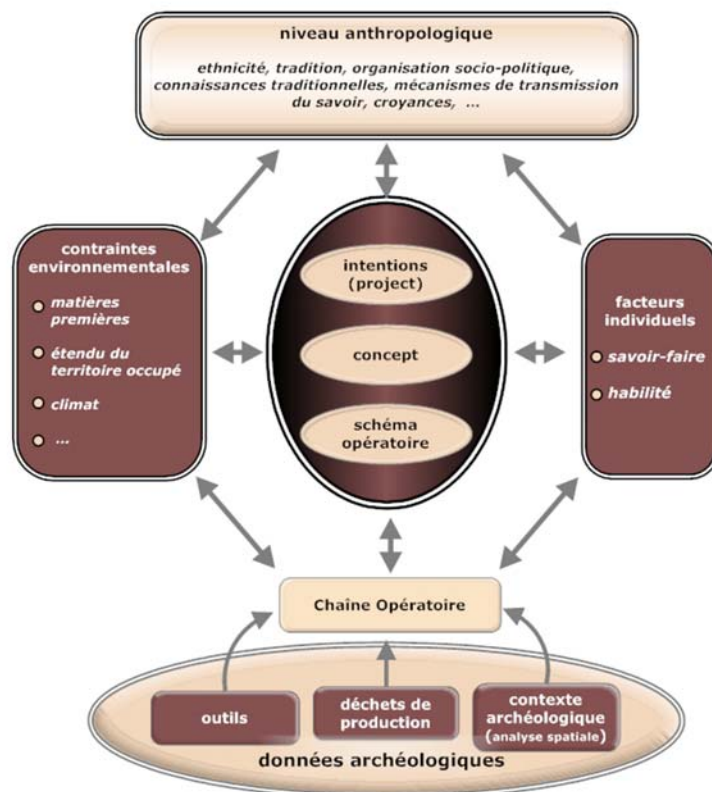 niveau anthropologique
ethnicité, tradition, organisation socio-politique,
connaissances traditionnelles, mécanismes de transmission
du savoir, croyances, ...
contraintes
environnementales
matières
premières
étendu du
territoire occupé
climat
...
intentions
(project)
concept
schéma
opératoire
facteurs
individuels
savoir-faire
habilité
Chaîne Opératoire
outils
déchets de
production
contexte
archéologique
(analyse spatiale)
données archéologiques